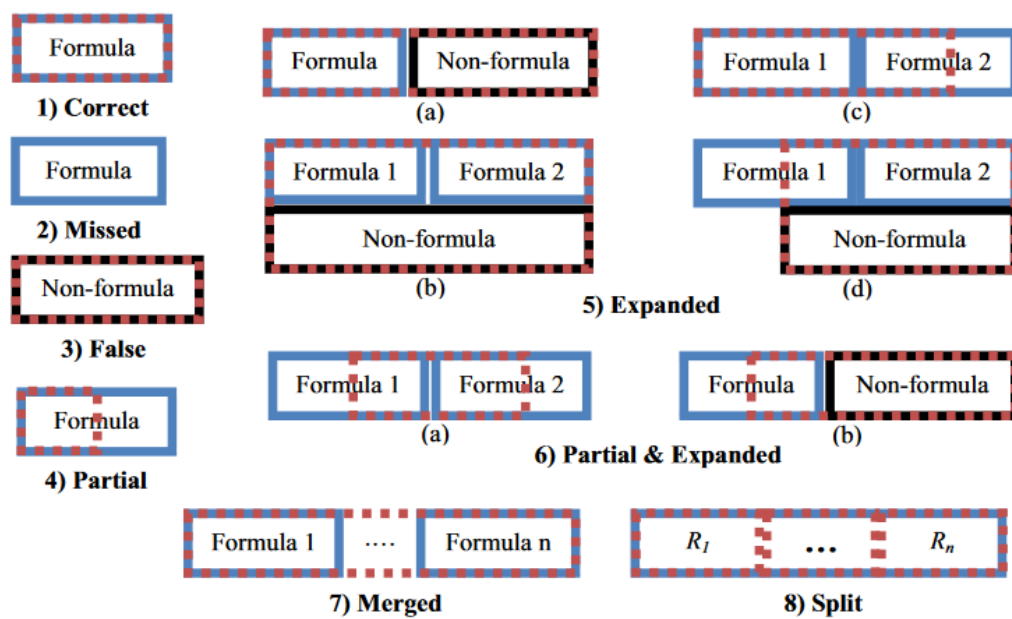 Formula
1) Correct
Formula
2) Missed
Non-formula
3) False
Formula
4) Partial
Formula Non-formula
(a)
Formula 1 Formula 2
Non-formula
(b)
Formula 1 Formula 2
(c)
Formula 1 Formula 2
Non-formula
(d)
5) Expanded
Formula 1 Formula 2
(a)
Formula Non-formula
(b)
6) Partial & Expanded
Formula 1 .... Formula n
7) Merged
R1 ... Rn
8) Split